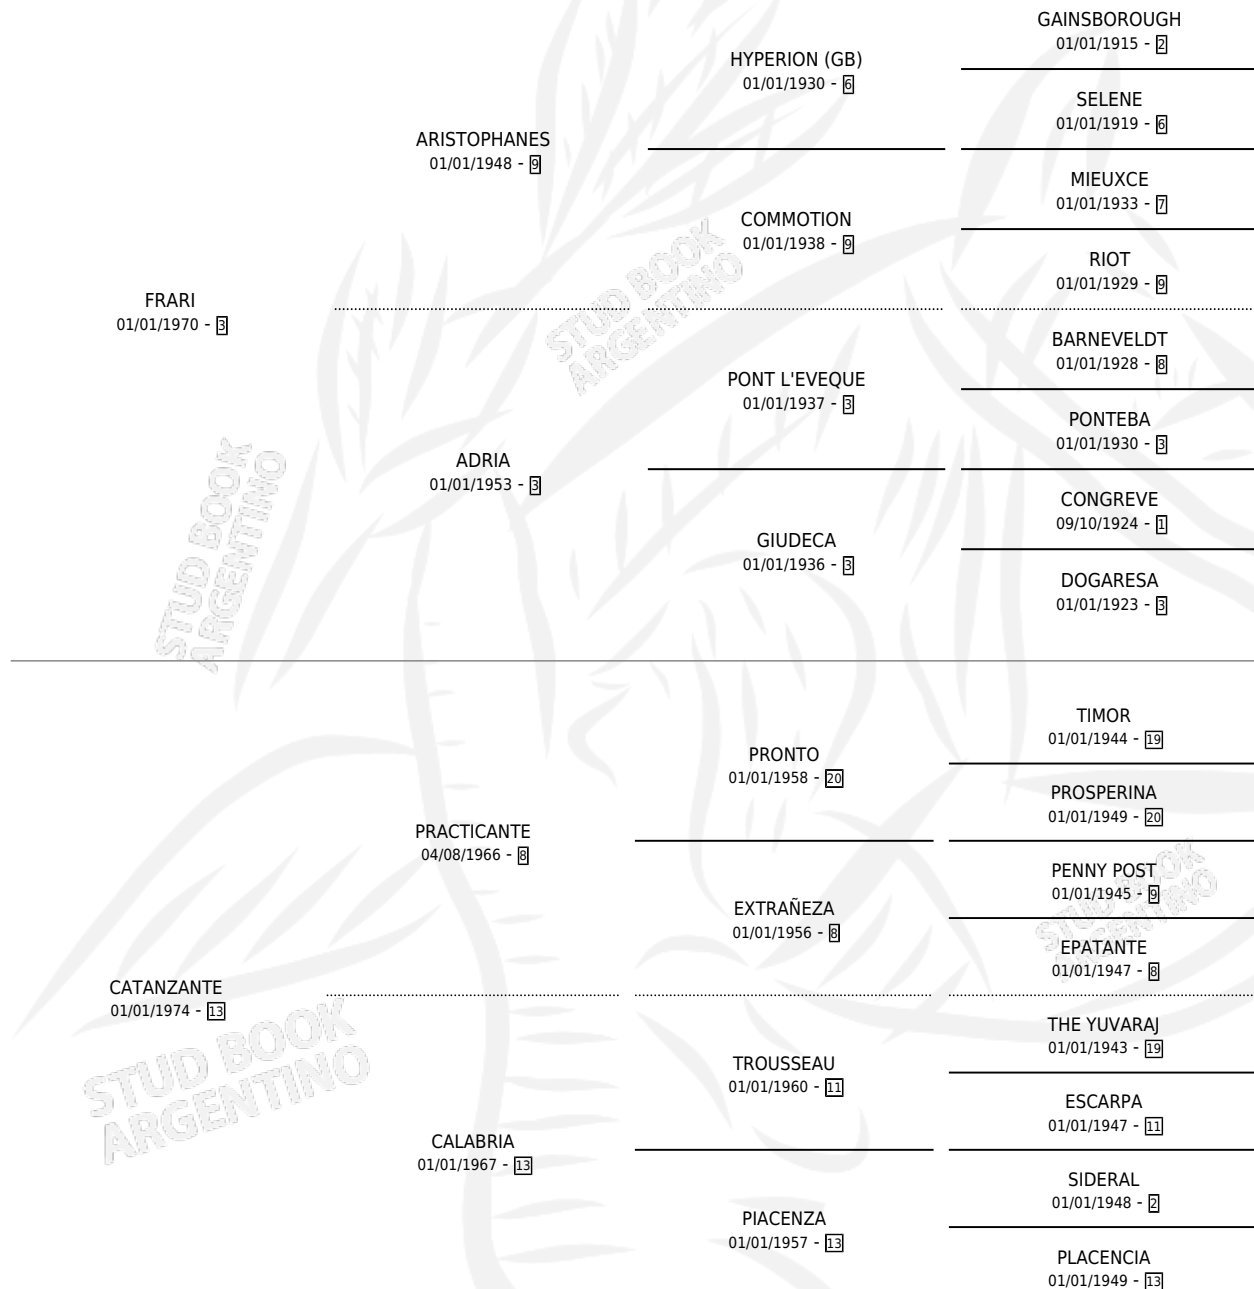 GAINSBOROUGH
01/01/1915 - 2
HYPERION (GB)
01/01/1930 - 6
SELENE
01/01/1919 - 6
ARISTOPHANES
01/01/1948 - 9
MIEUXCE
01/01/1933 - 7
COMMOTION
01/01/1938 - 9
RIOT
01/01/1929 - 9
FRARI
01/01/1970 - 3
BARNEVELDT
01/01/1928 - 8
PONT L'EVEQUE
01/01/1937 - 3
PONTEBA
01/01/1930 - 3
ADRIA
01/01/1953 - 3
CONGREVE
09/10/1924 - 1
GIUDECA
01/01/1936 - 3
DOGARESA
01/01/1923 - 3
STUD BOOK
ARGENTINO
STUD BOOK
ARGENTINO
TIMOR
01/01/1944 - 19
PRONTO
01/01/1958 - 20
PROSPERINA
01/01/1949 - 20
PRACTICANTE
04/08/1966 - 8
PENNY POST
01/01/1945 - 9
EXTRAÑEZA
01/01/1956 - 8
EPATANTE
01/01/1947 - 8
STUD BOOK
ARGENTINO
CATANZANTE
01/01/1974 - 13
THE YUVARAJ
01/01/1943 - 19
TROUSSEAU
01/01/1960 - 11
ESCARPA
01/01/1947 - 11
STUD BOOK
ARGENTINO
CALABRIA
01/01/1967 - 13
SIDERAL
01/01/1948 - 2
PIACENZA
01/01/1957 - 13
PLACENCIA
01/01/1949 - 13